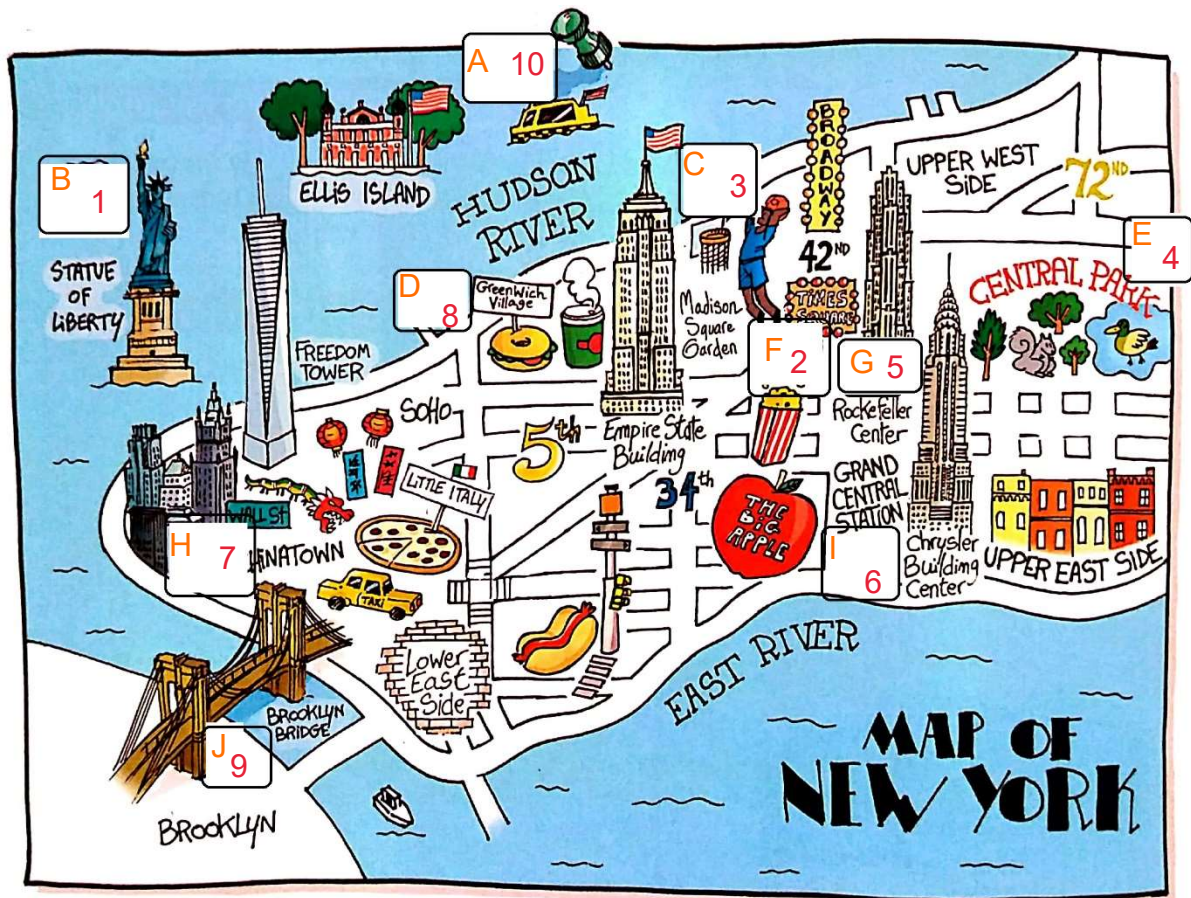 A 10
B 1
ELLIS ISLAND
HUDSON
RIVER
C 3
BROADWAY
UPPER WEST
SIDE
72ND
E 4
STATUE
OF
LIBERTY
D 8
GREENWICH
Village
42ND
TIMES
SQUARE
CENTRAL PARK
Madison
Square
Garden
FREEDOM
TOWER
F 2
G 5
SOHO
5th
Empire State
Building
34th
Rockefeller
Center
GRAND
CENTRAL
STATION
LITTLE ITALY
WALL St
THE
BIG
APPLE
H 7
HINATOWN
TAXI
I 6
Chrysler
Building
Center
UPPER EAST SIDE
Lower
East
Side
EAST RIVER
BROOKLYN
BRIDGE
J 9
BROOKLYN
MAP OF
NEW YORK